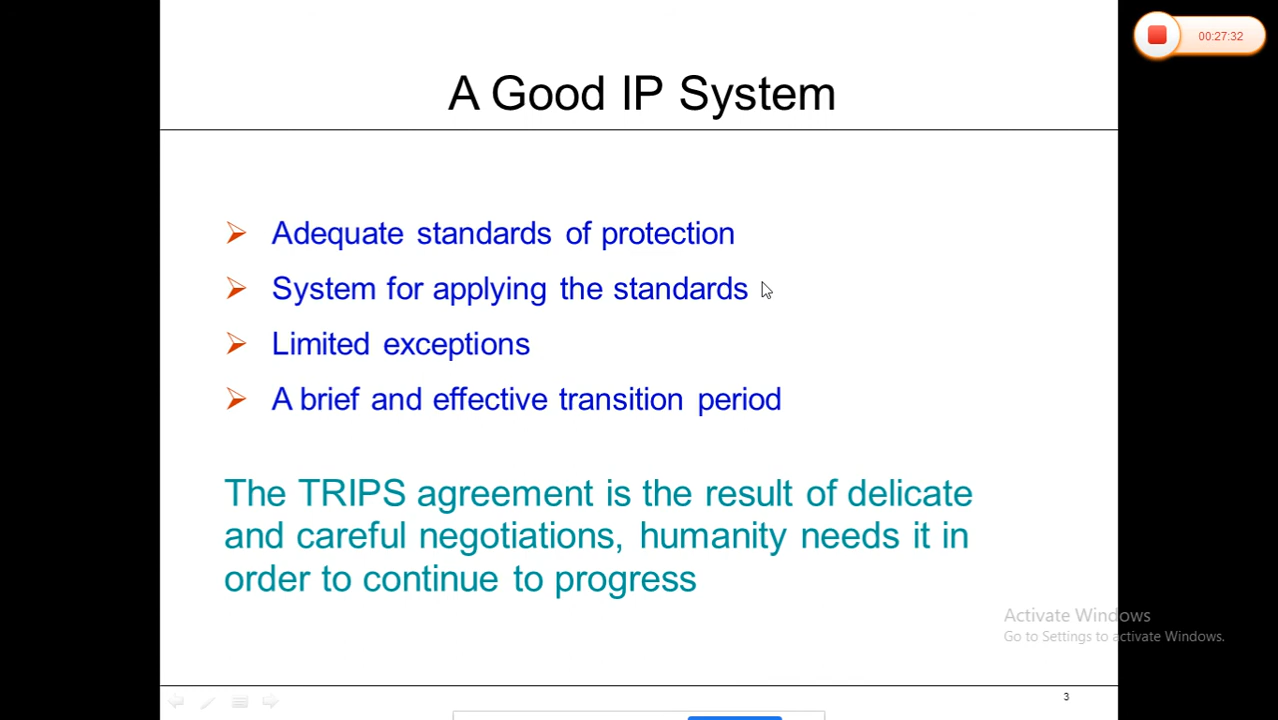 00:27:32
A Good IP System
Adequate standards of protection
System for applying the standards
Limited exceptions
A brief and effective transition period
The TRIPS agreement is the result of delicate
and careful negotiations, humanity needs it in
order to continue to progress
Activate Windows
Go to Settings to activate Windows.
3